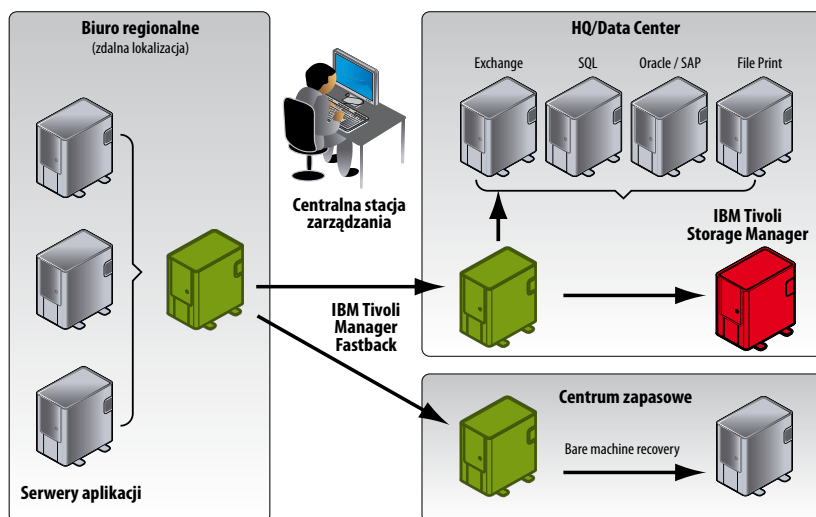 Biuro regionalne
(zdalna lokalizacja)
Serwery aplikacji
Centralna stacja
zarządzania
IBM Tivoli
Manager
Fastback
HQ/Data Center
Exchange
SQL
Oracle / SAP
File Print
IBM Tivoli
Storage Manager
Centrum zapasowe
Bare machine recovery